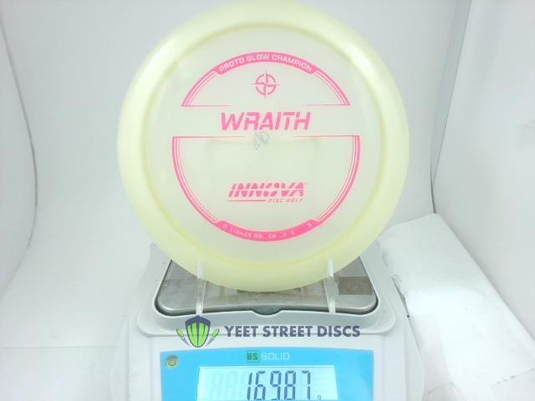 PROTO GLOW CHAMPION
WRAITH
INNOVA
DISC GOLF
YEET STREET DISCS
US SOLID
169.87 g